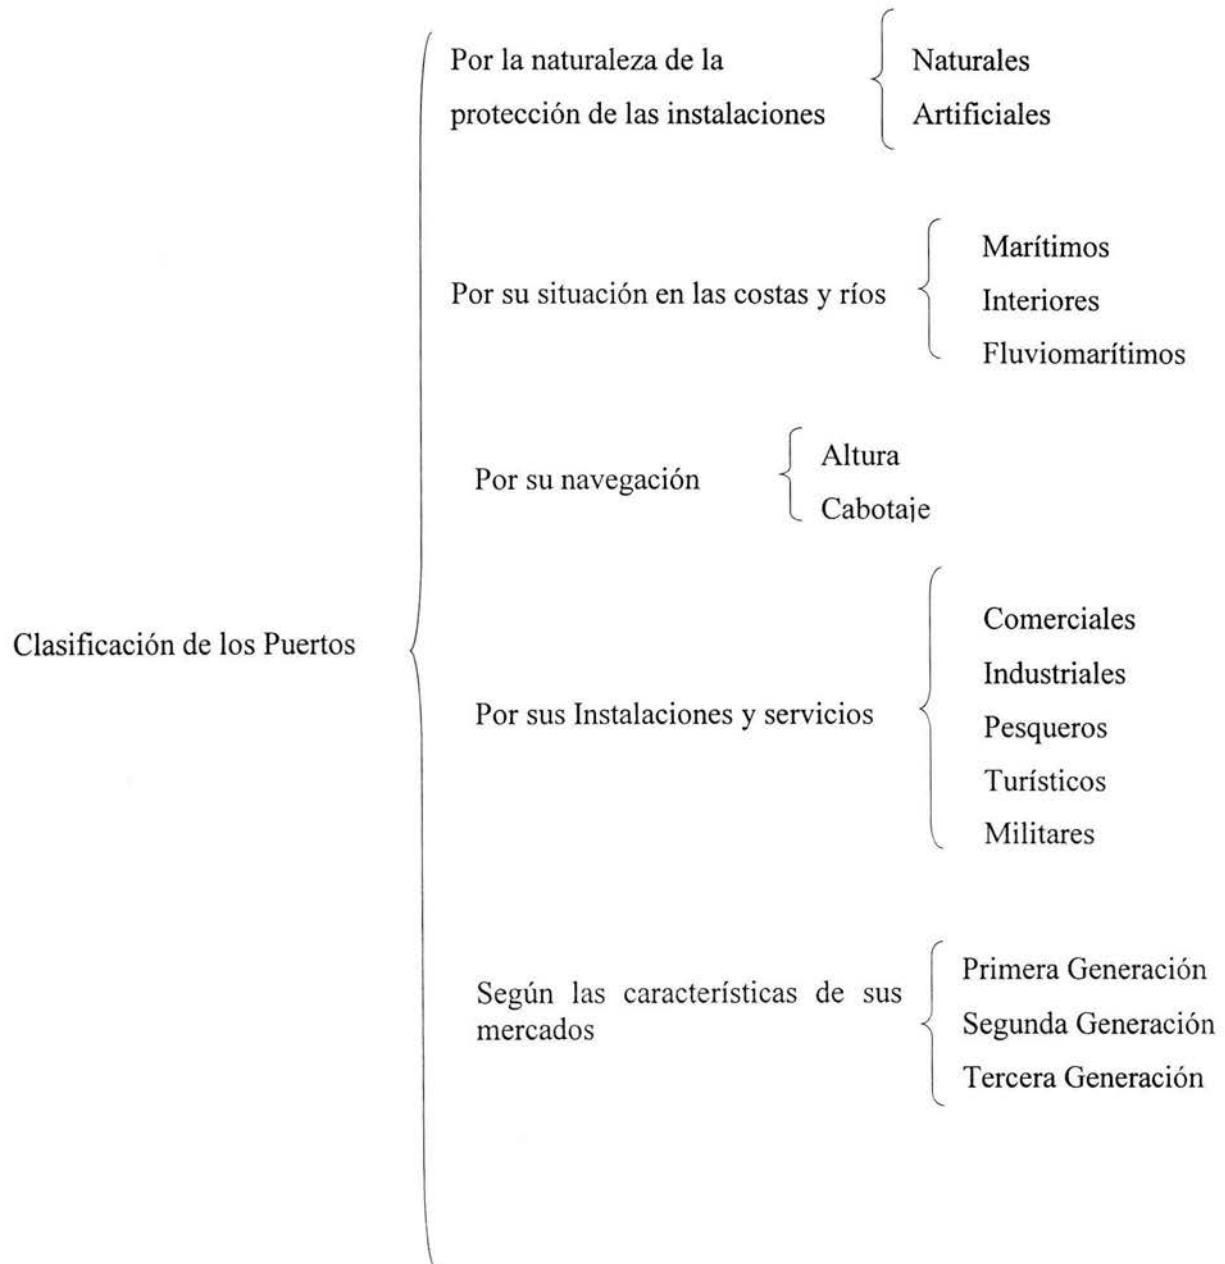 Clasificación de los Puertos
Por la naturaleza de la
protección de las instalaciones
Naturales
Artificiales
Por su situación en las costas y ríos
Marítimos
Interiores
Fluviomarítimos
Por su navegación
Altura
Cabotaje
Por sus Instalaciones y servicios
Comerciales
Industriales
Pesqueros
Turísticos
Militares
Según las características de sus
mercados
Primera Generación
Segunda Generación
Tercera Generación